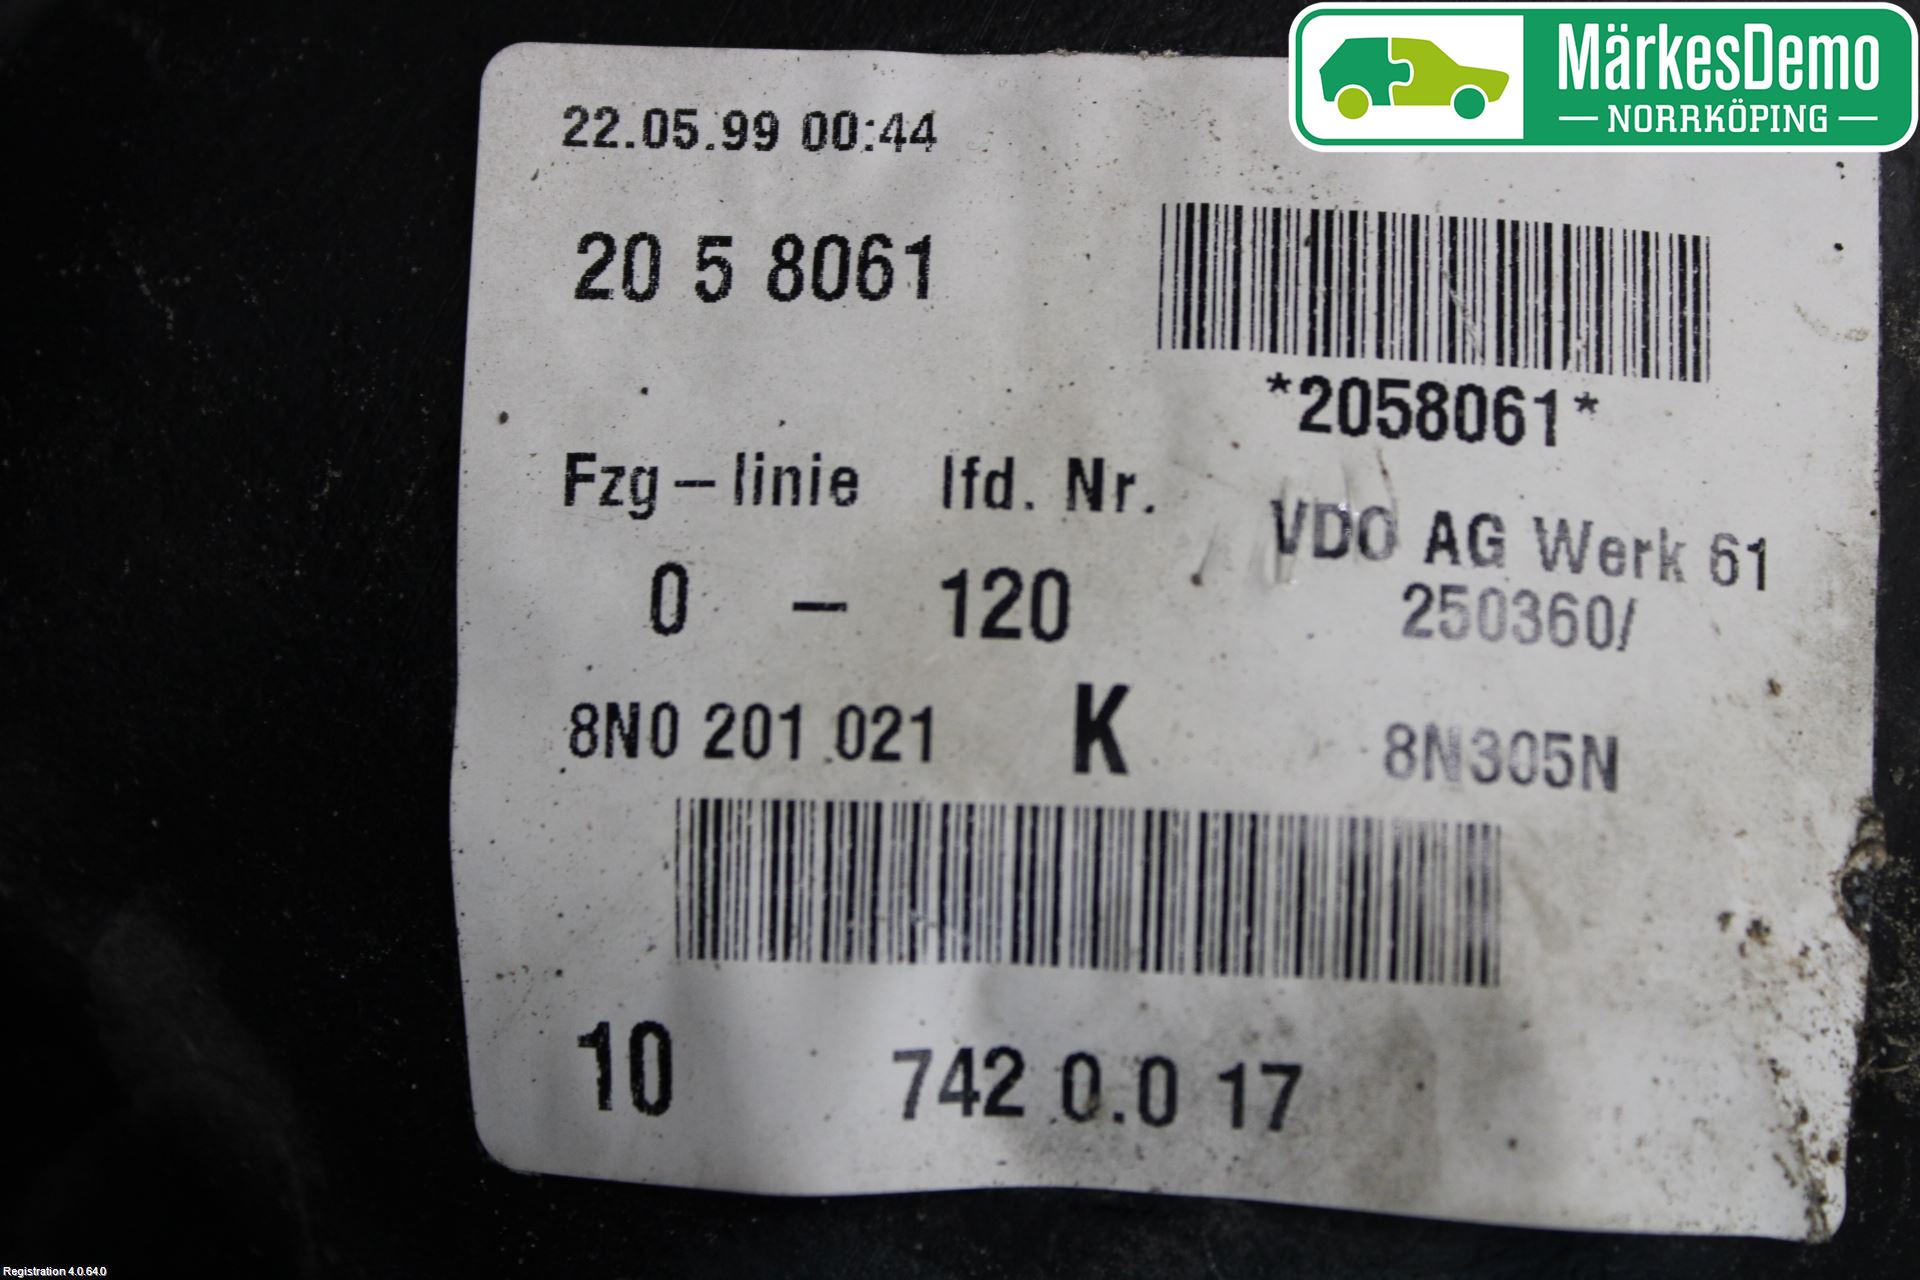 MärkesDemo
NORRKÖPING
22.05.99 00:44
20 5 8061
*2058061*
Fzg-linie lfd. Nr.
VDO AG Werk 61
0 - 120
250360/
8N0 201 021 K
8N305N
10 742 0.0 17
Registration 4.0.64.0